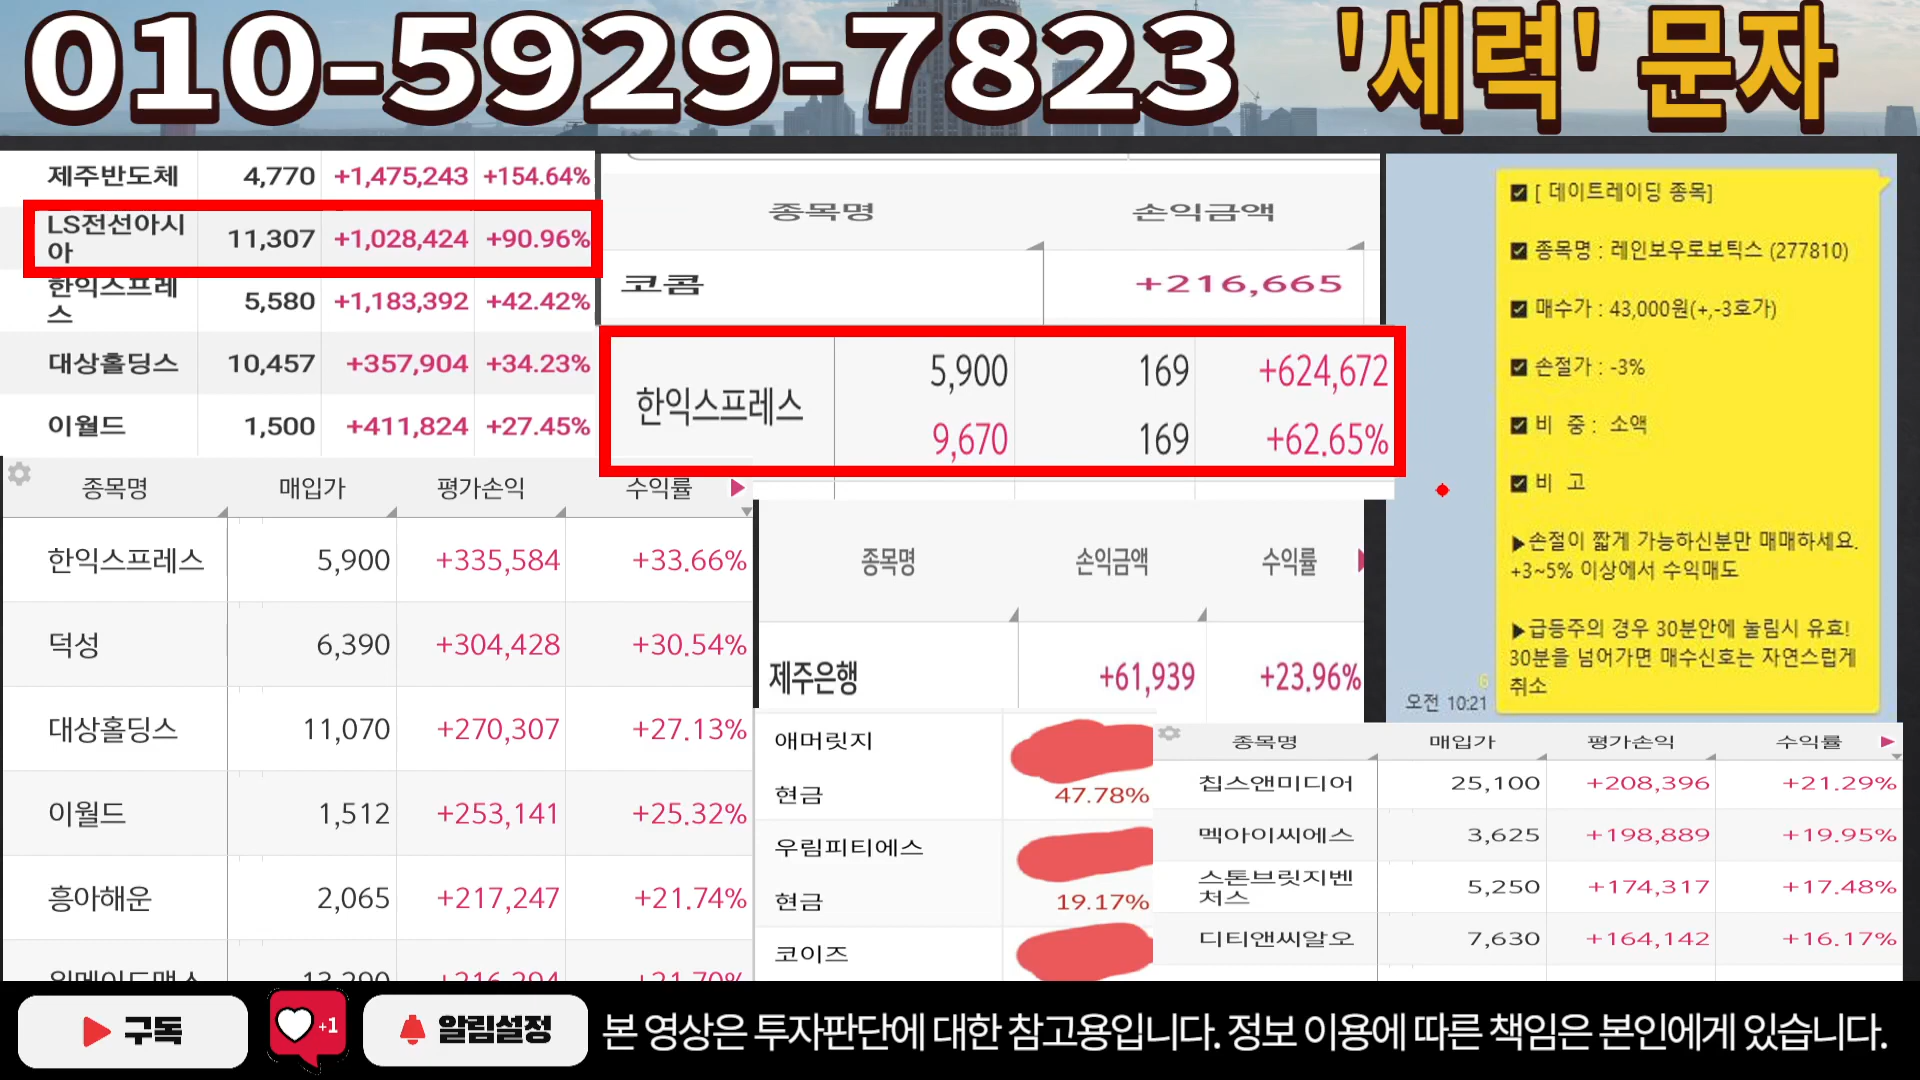 010-5929-7823 '세력' 문자
제주반도체 4,770 +1,475,243 +154.64%
LS전선아시아 11,307 +1,028,424 +90.96%
한익스프레스 5,580 +1,183,392 +42.42%
대상홀딩스 10,457 +357,904 +34.23%
이월드 1,500 +411,824 +27.45%
종목명 손익금액
코콤 +216,665
한익스프레스 5,900 169 +624,672
9,670 169 +62.65%
☑ [ 데이트레이딩 종목]
☑ 종목명 : 레인보우로보틱스 (277810)
☑ 매수가 : 43,000원(+,-3호가)
☑ 손절가 : -3%
☑ 비 중 : 소액
☑ 비 고
▶손절이 짧게 가능하신분만 매매하세요.
+3~5% 이상에서 수익매도
▶급등주의 경우 30분안에 눌림시 유효!
30분을 넘어가면 매수신호는 자연스럽게
취소
6
오전 10:21
종목명 매입가 평가손익 수익률
한익스프레스 5,900 +335,584 +33.66%
덕성 6,390 +304,428 +30.54%
대상홀딩스 11,070 +270,307 +27.13%
이월드 1,512 +253,141 +25.32%
흥아해운 2,065 +217,247 +21.74%
종목명 손익금액 수익률
제주은행 +61,939 +23.96%
애머릿지
현금 47.78%
우림피티에스
현금 19.17%
코이즈
종목명 매입가 평가손익 수익률
칩스앤미디어 25,100 +208,396 +21.29%
멕아이씨에스 3,625 +198,889 +19.95%
스톤브릿지벤처스 5,250 +174,317 +17.48%
디티앤씨알오 7,630 +164,142 +16.17%
구독
+1
알림설정
본 영상은 투자판단에 대한 참고용입니다. 정보 이용에 따른 책임은 본인에게 있습니다.